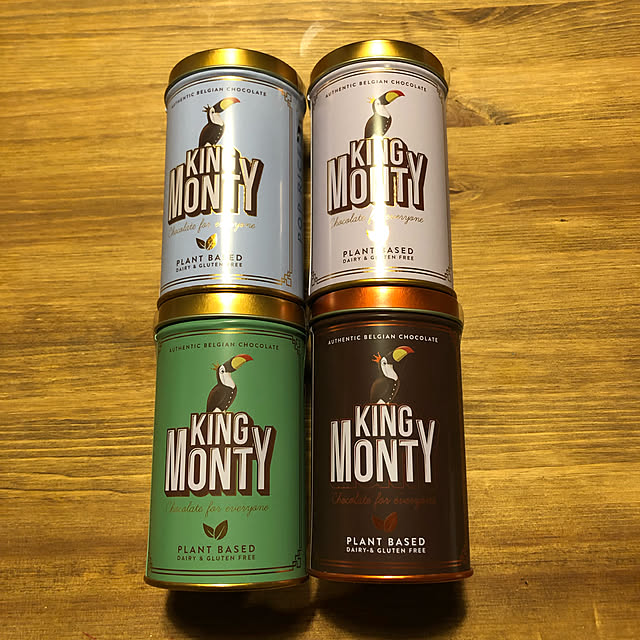 AUTHENTIC BELGIAN CHOCOLATE
KING
MONTY
Chocolate for everyone
PLANT BASED
DAIRY & GLUTEN FREE
AUTHENTIC BELGIAN CHOCOLATE
KING
MONTY
Chocolate for everyone
PLANT BASED
DAIRY & GLUTEN FREE
AUTHENTIC BELGIAN CHOCOLATE
KING
MONTY
Chocolate for everyone
PLANT BASED
DAIRY & GLUTEN FREE
AUTHENTIC BELGIAN CHOCOLATE
KING
MONTY
Chocolate for everyone
PLANT BASED
DAIRY-& GLUTEN FREE